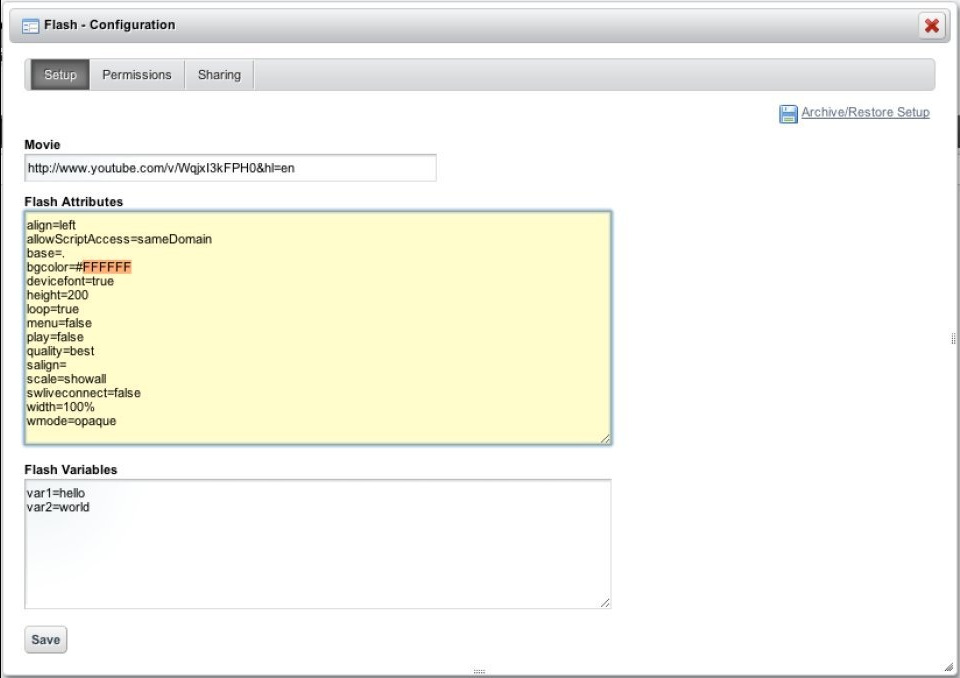 Flash - Configuration
Setup Permissions Sharing
Archive/Restore Setup
Movie
http://www.youtube.com/v/WqjxI3kFPH0&hl=en
Flash Attributes
align=left
allowScriptAccess=sameDomain
base=.
bgcolor=#FFFFFF
devicefont=true
height=200
loop=true
menu=false
play=false
quality=best
salign=
scale=showall
swliveconnect=false
width=100%
wmode=opaque
Flash Variables
var1=hello
var2=world
Save